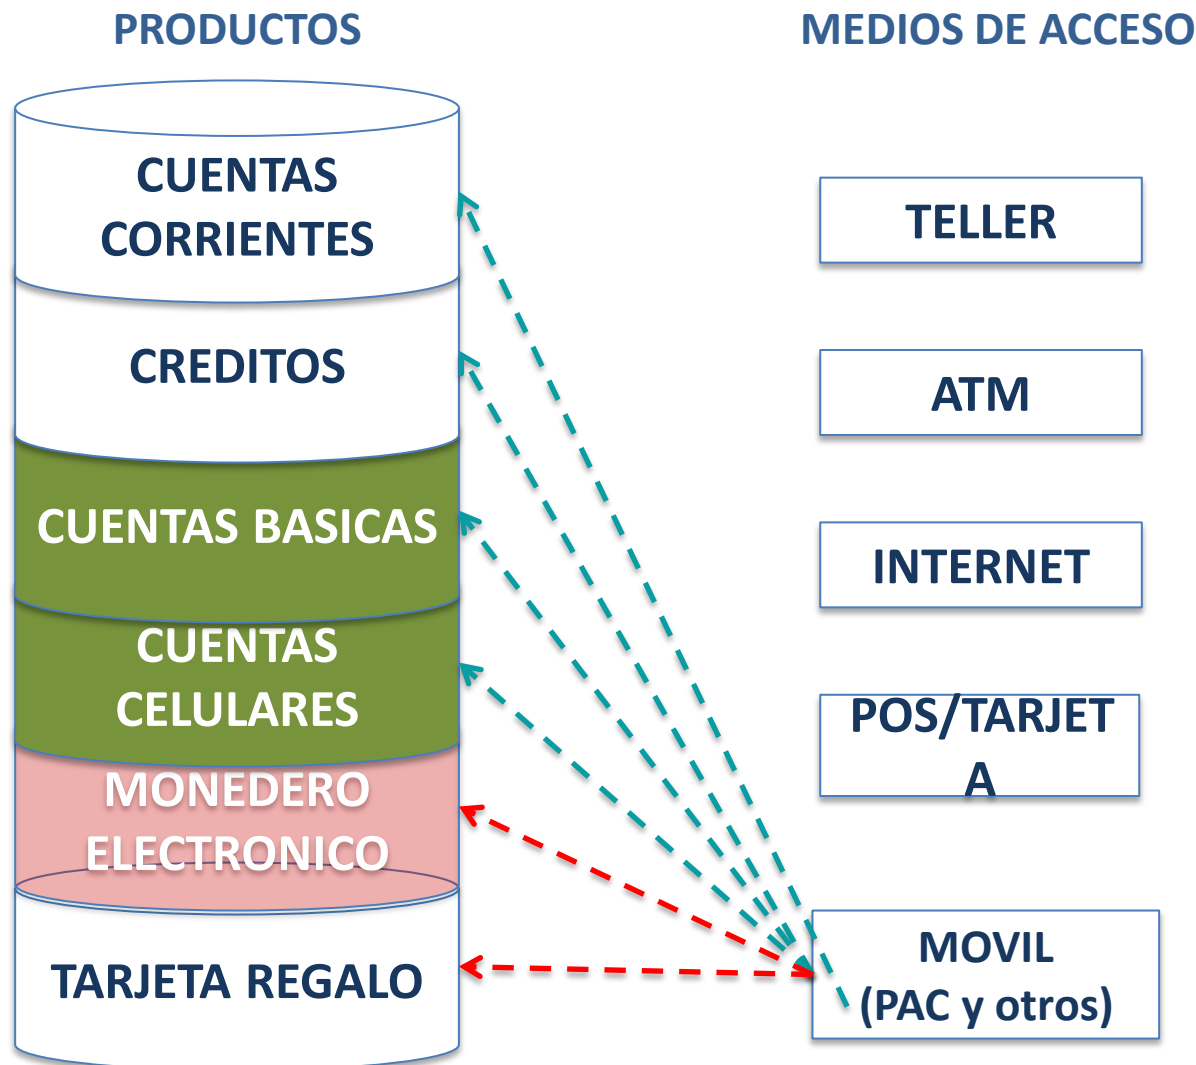 PRODUCTOS
MEDIOS DE ACCESO
CUENTAS
CORRIENTES
CREDITOS
CUENTAS BASICAS
CUENTAS
CELULARES
MONEDERO
ELECTRONICO
TARJETA REGALO
TELLER
ATM
INTERNET
POS/TARJET
A
MOVIL
(PAC y otros)